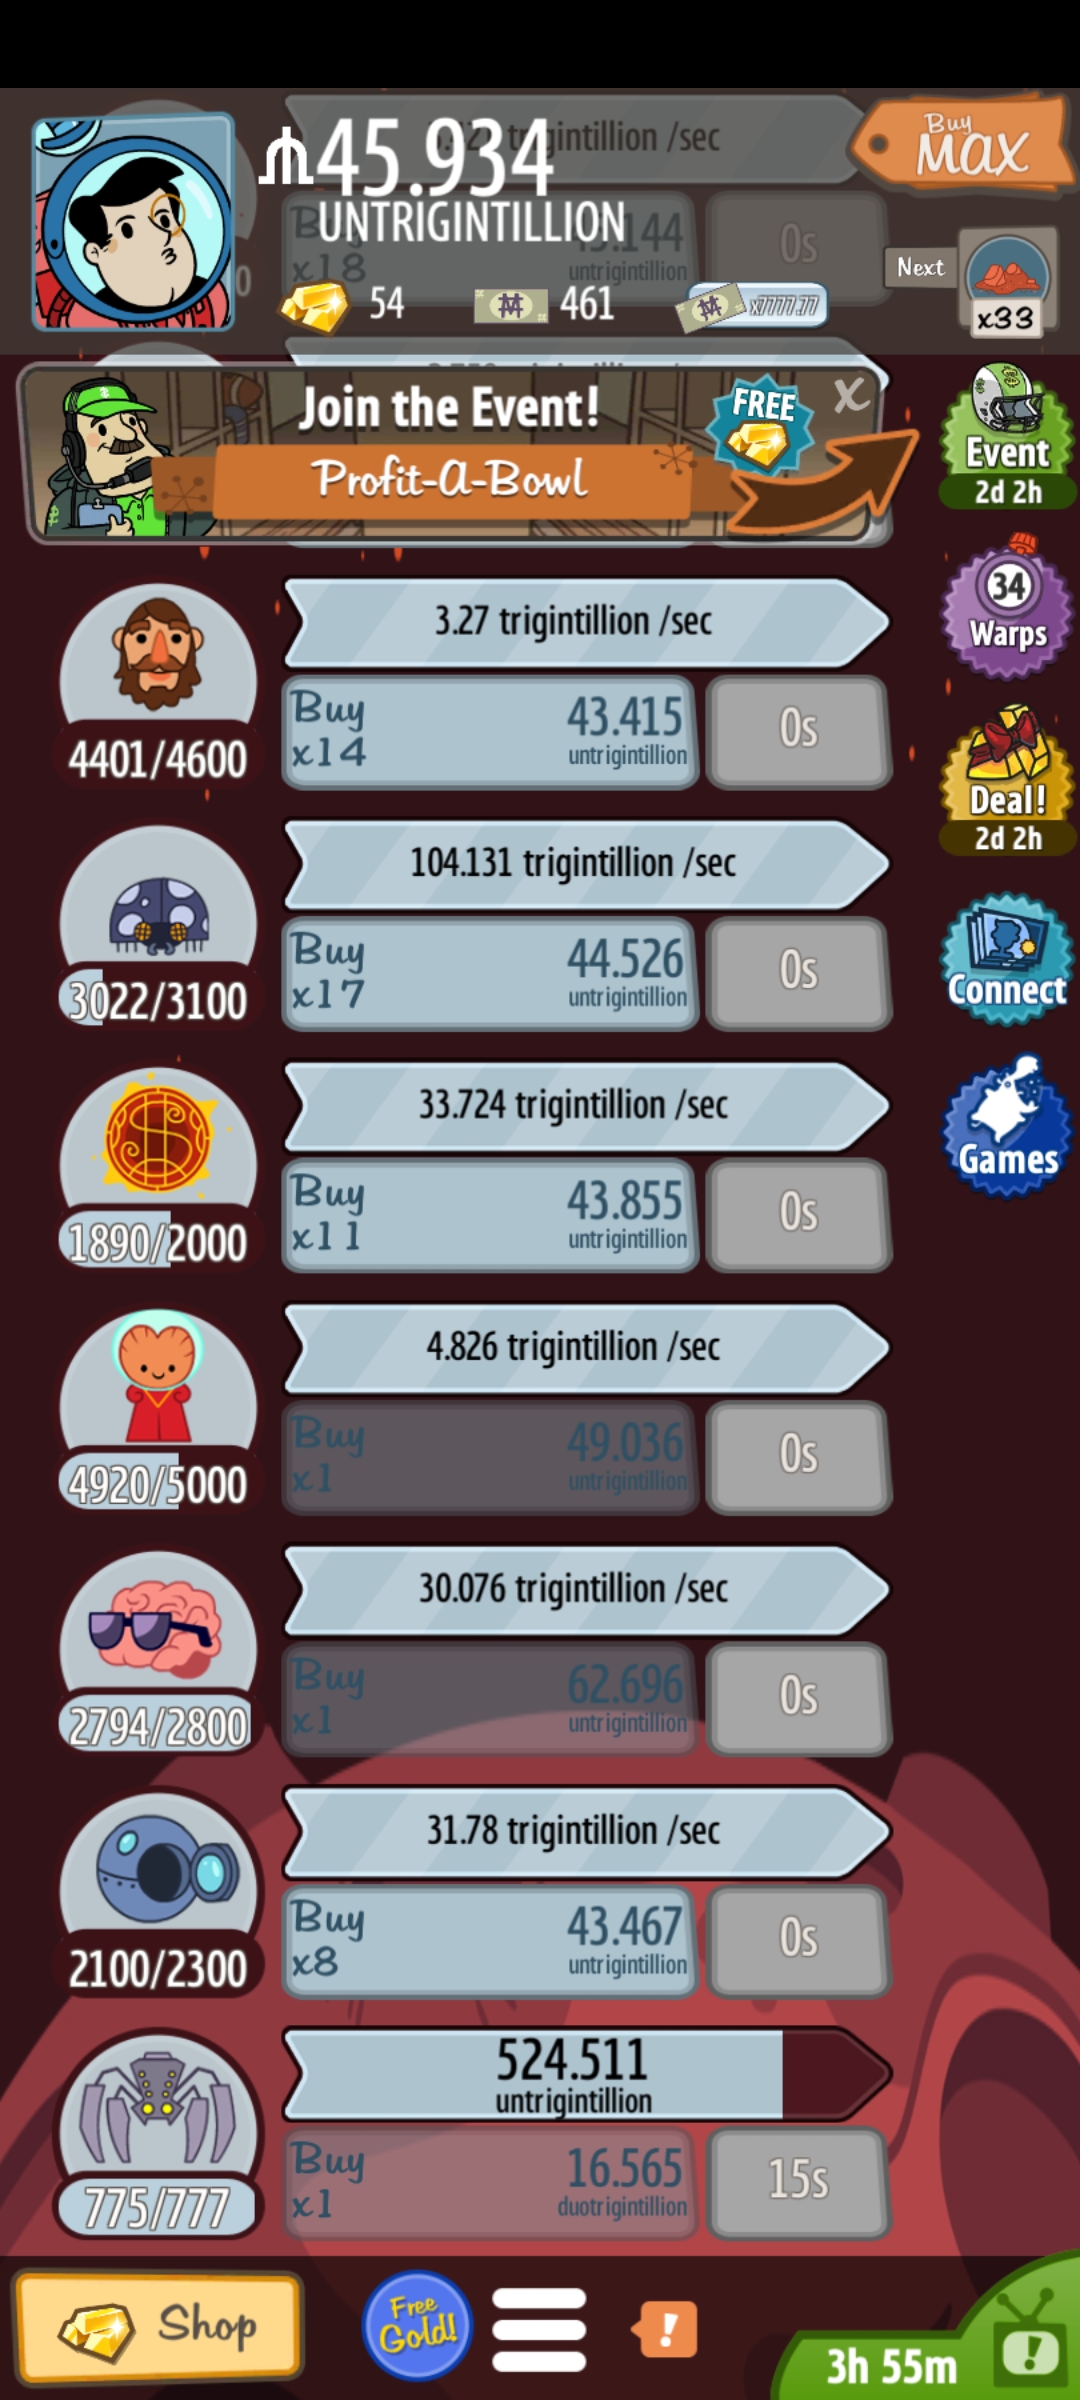 trigintillion /sec
45.934
UNTRIGINTILLION
Buy
MAX
Buy
x18
untrigintillion
0s
54
461
x7777.77
Next
x33
Join the Event!
Profit-A-Bowl
FREE
X
Event
2d 2h
3.27 trigintillion /sec
4401/4600
Buy
x14
43.415
untrigintillion
0s
34
Warps
Deal!
2d 2h
104.131 trigintillion /sec
3022/3100
Buy
x17
44.526
untrigintillion
0s
Connect
33.724 trigintillion /sec
1890/2000
Buy
x11
43.855
untrigintillion
0s
Games
4.826 trigintillion /sec
4920/5000
Buy
x1
49.036
untrigintillion
0s
30.076 trigintillion /sec
2794/2800
Buy
x1
62.696
untrigintillion
0s
31.78 trigintillion /sec
2100/2300
Buy
x8
43.467
untrigintillion
0s
524.511
untrigintillion
775/777
Buy
x1
16.565
duotrigintillion
15s
Shop
Free
Gold!
!
3h 55m
!